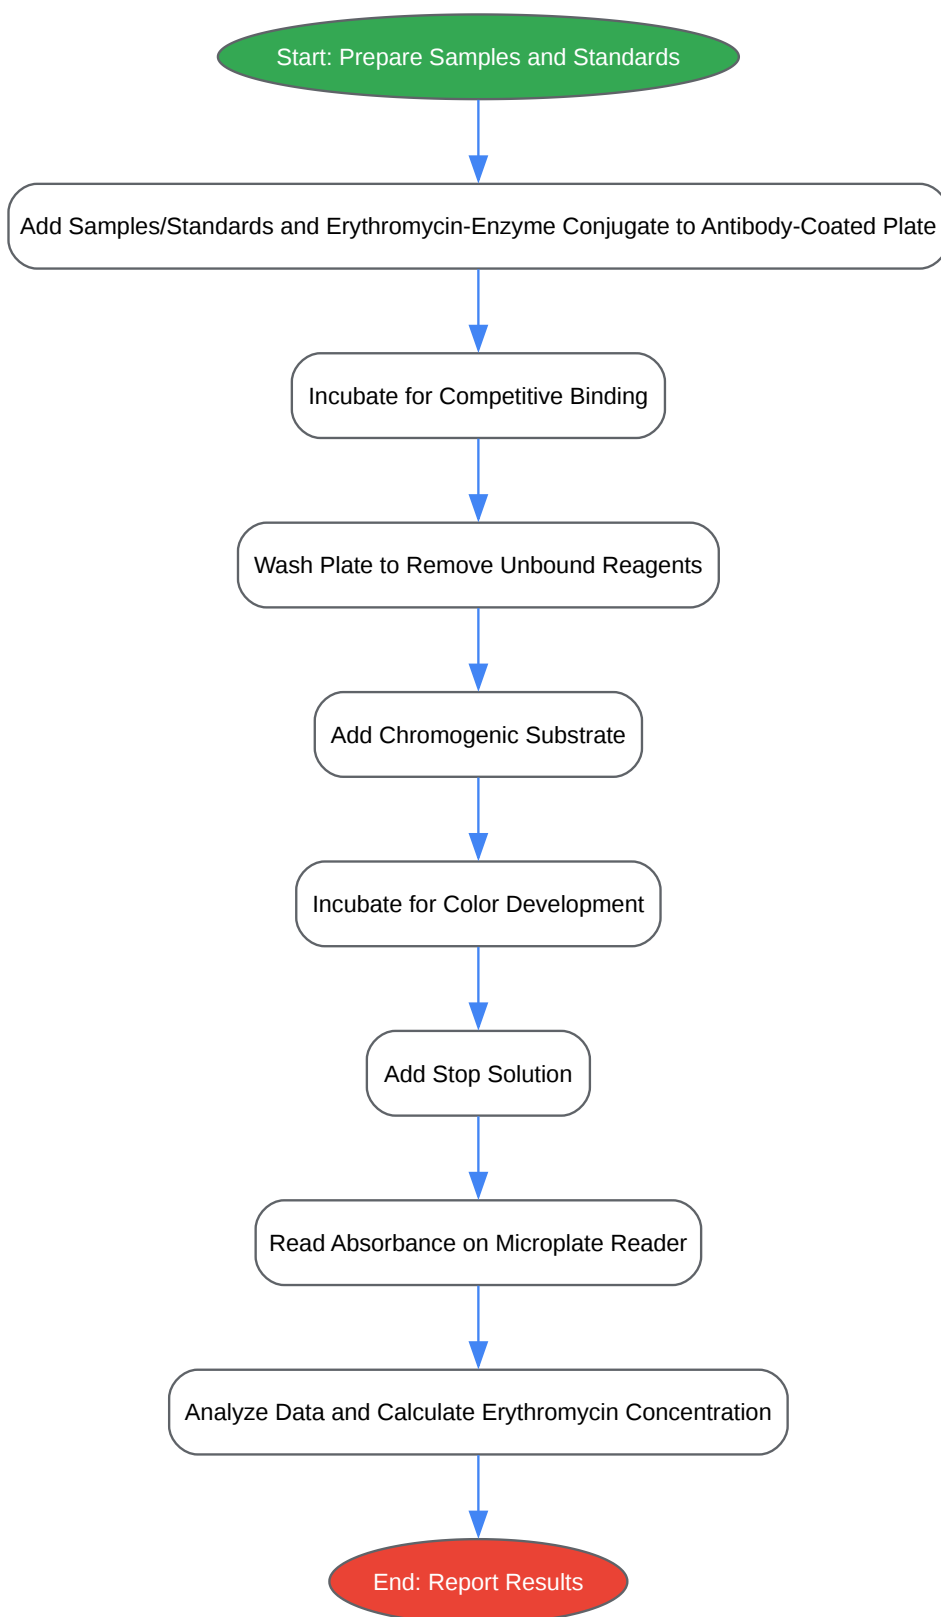 Start: Prepare Samples and Standards
Add Samples/Standards and Erythromycin-Enzyme Conjugate to Antibody-Coated Plate
Incubate for Competitive Binding
Wash Plate to Remove Unbound Reagents
Add Chromogenic Substrate
Incubate for Color Development
Add Stop Solution
Read Absorbance on Microplate Reader
Analyze Data and Calculate Erythromycin Concentration
End: Report Results